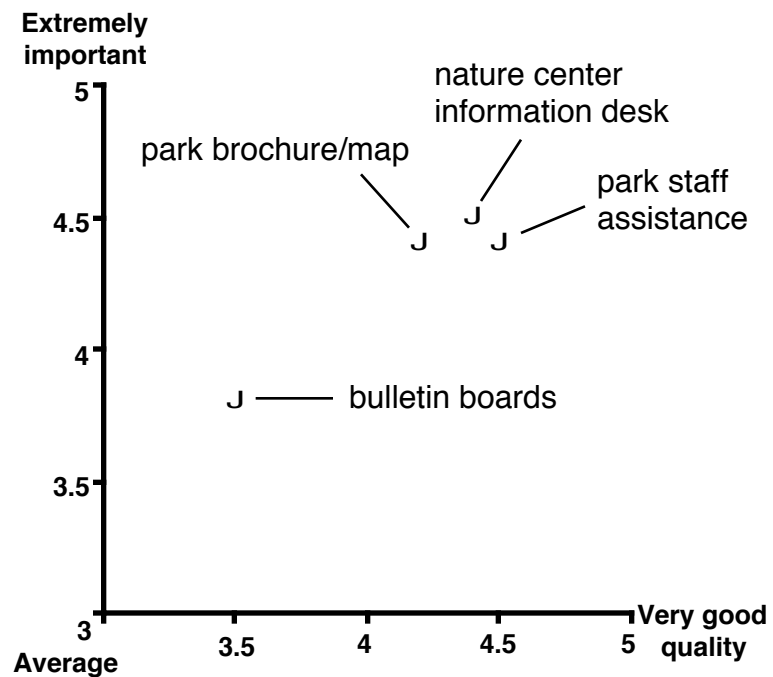 Extremely
important
5
nature center
information desk
park brochure/map
park staff
assistance
4.5
J
J
J
4
J
bulletin boards
3.5
3
Average
3.5
4
4.5
5
Very good
quality